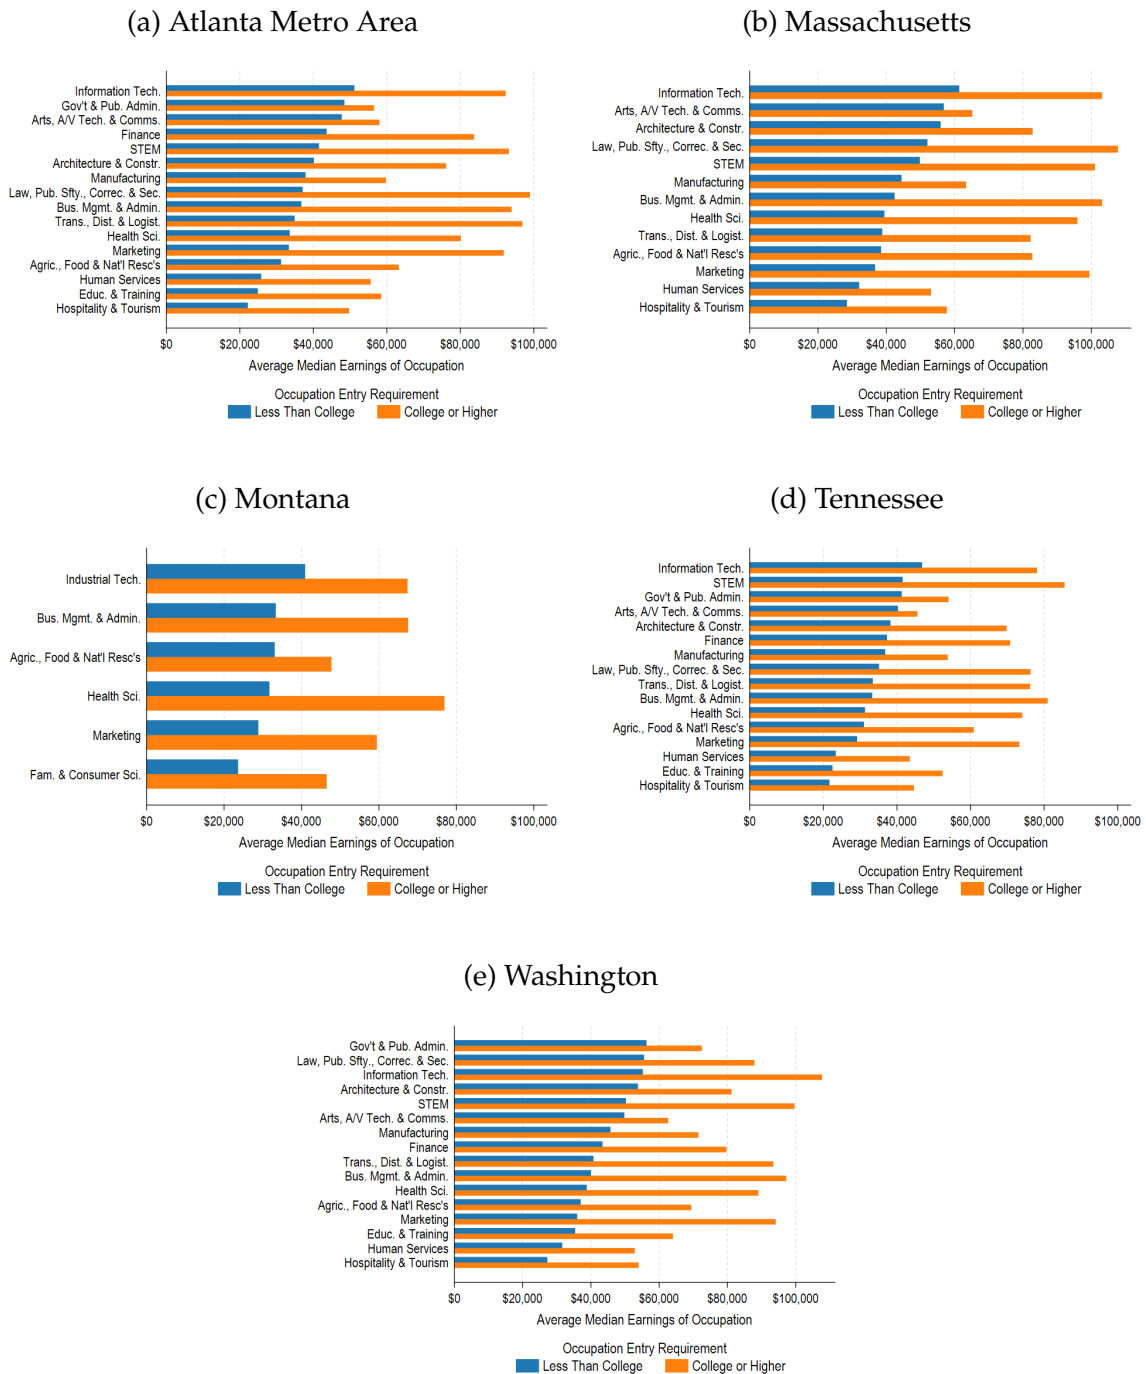 (a) Atlanta Metro Area
Information Tech.
Gov't & Pub. Admin.
Arts, A/V Tech. & Comms.
Finance
STEM
Architecture & Constr.
Manufacturing
Law, Pub. Sfty., Correc. & Sec.
Bus. Mgmt. & Admin.
Trans., Dist. & Logist.
Health Sci.
Marketing
Agric., Food & Nat'l Resc's
Human Services
Educ. & Training
Hospitality & Tourism
$0 $20,000 $40,000 $60,000 $80,000 $100,000
Average Median Earnings of Occupation
Occupation Entry Requirement
Less Than College College or Higher
(b) Massachusetts
Information Tech.
Arts, A/V Tech. & Comms.
Architecture & Constr.
Law, Pub. Sfty., Correc. & Sec.
STEM
Manufacturing
Bus. Mgmt. & Admin.
Health Sci.
Trans., Dist. & Logist.
Agric., Food & Nat'l Resc's
Marketing
Human Services
Hospitality & Tourism
$0 $20,000 $40,000 $60,000 $80,000 $100,000
Average Median Earnings of Occupation
Occupation Entry Requirement
Less Than College College or Higher
(c) Montana
Industrial Tech.
Bus. Mgmt. & Admin.
Agric., Food & Nat'l Resc's
Health Sci.
Marketing
Fam. & Consumer Sci.
$0 $20,000 $40,000 $60,000 $80,000 $100,000
Average Median Earnings of Occupation
Occupation Entry Requirement
Less Than College College or Higher
(d) Tennessee
Information Tech.
STEM
Gov't & Pub. Admin.
Arts, A/V Tech. & Comms.
Architecture & Constr.
Finance
Manufacturing
Law, Pub. Sfty., Correc. & Sec.
Trans., Dist. & Logist.
Bus. Mgmt. & Admin.
Health Sci.
Agric., Food & Nat'l Resc's
Marketing
Human Services
Educ. & Training
Hospitality & Tourism
$0 $20,000 $40,000 $60,000 $80,000 $100,000
Average Median Earnings of Occupation
Occupation Entry Requirement
Less Than College College or Higher
(e) Washington
Gov't & Pub. Admin.
Law, Pub. Sfty., Correc. & Sec.
Information Tech.
Architecture & Constr.
STEM
Arts, A/V Tech. & Comms.
Manufacturing
Finance
Trans., Dist. & Logist.
Bus. Mgmt. & Admin.
Health Sci.
Agric., Food & Nat'l Resc's
Marketing
Educ. & Training
Human Services
Hospitality & Tourism
$0 $20,000 $40,000 $60,000 $80,000 $100,000
Average Median Earnings of Occupation
Occupation Entry Requirement
Less Than College College or Higher